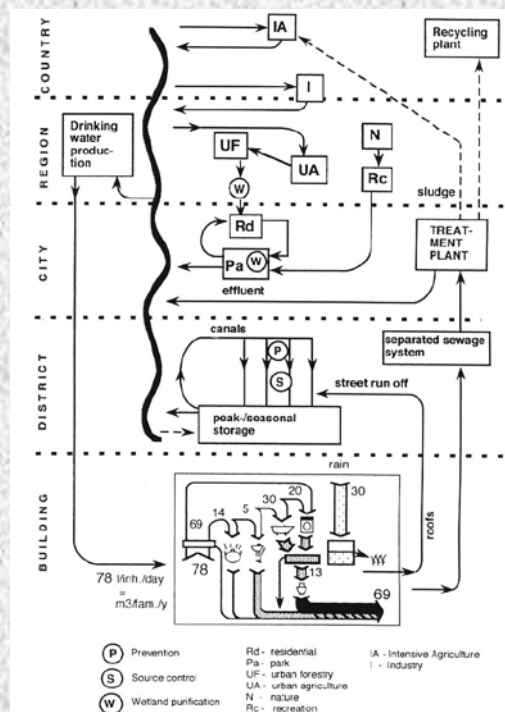 COUNTRY
IA
Recycling
plant
I
REGION
Drinking
water
produc-
tion
UF
UA
N
W
Rc
sludge
CITY
Rd
Pa W
TREAT-
MENT
PLANT
effluent
DISTRICT
canals
P
S
separated sewage
system
street run off
peak-/seasonal
storage
BUILDING
rain
roofs
14
5
30
20
30
69
78
13
69
78 l/inh./day
=
m3/fam./y
P Prevention
S Source control
W Wetland purification
Rd- residential
Pa- park
UF - urban forestry
UA - urban agriculture
N - nature
Rc - recreation
IA - Intensive Agriculture
I - Industry